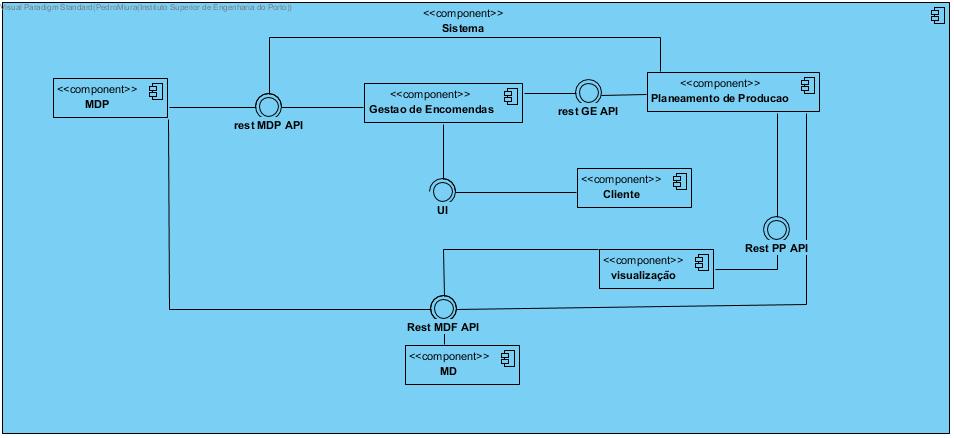 Visual Paradigm Standard(PedroMiura(Instituto Superior de Engenharia do Porto))
<<component>>
Sistema
<<component>>
MDP
rest MDP API
<<component>>
Gestao de Encomendas
rest GE API
<<component>>
Planeamento de Producao
UI
<<component>>
Cliente
Rest PP API
<<component>>
visualização
Rest MDF API
<<component>>
MD